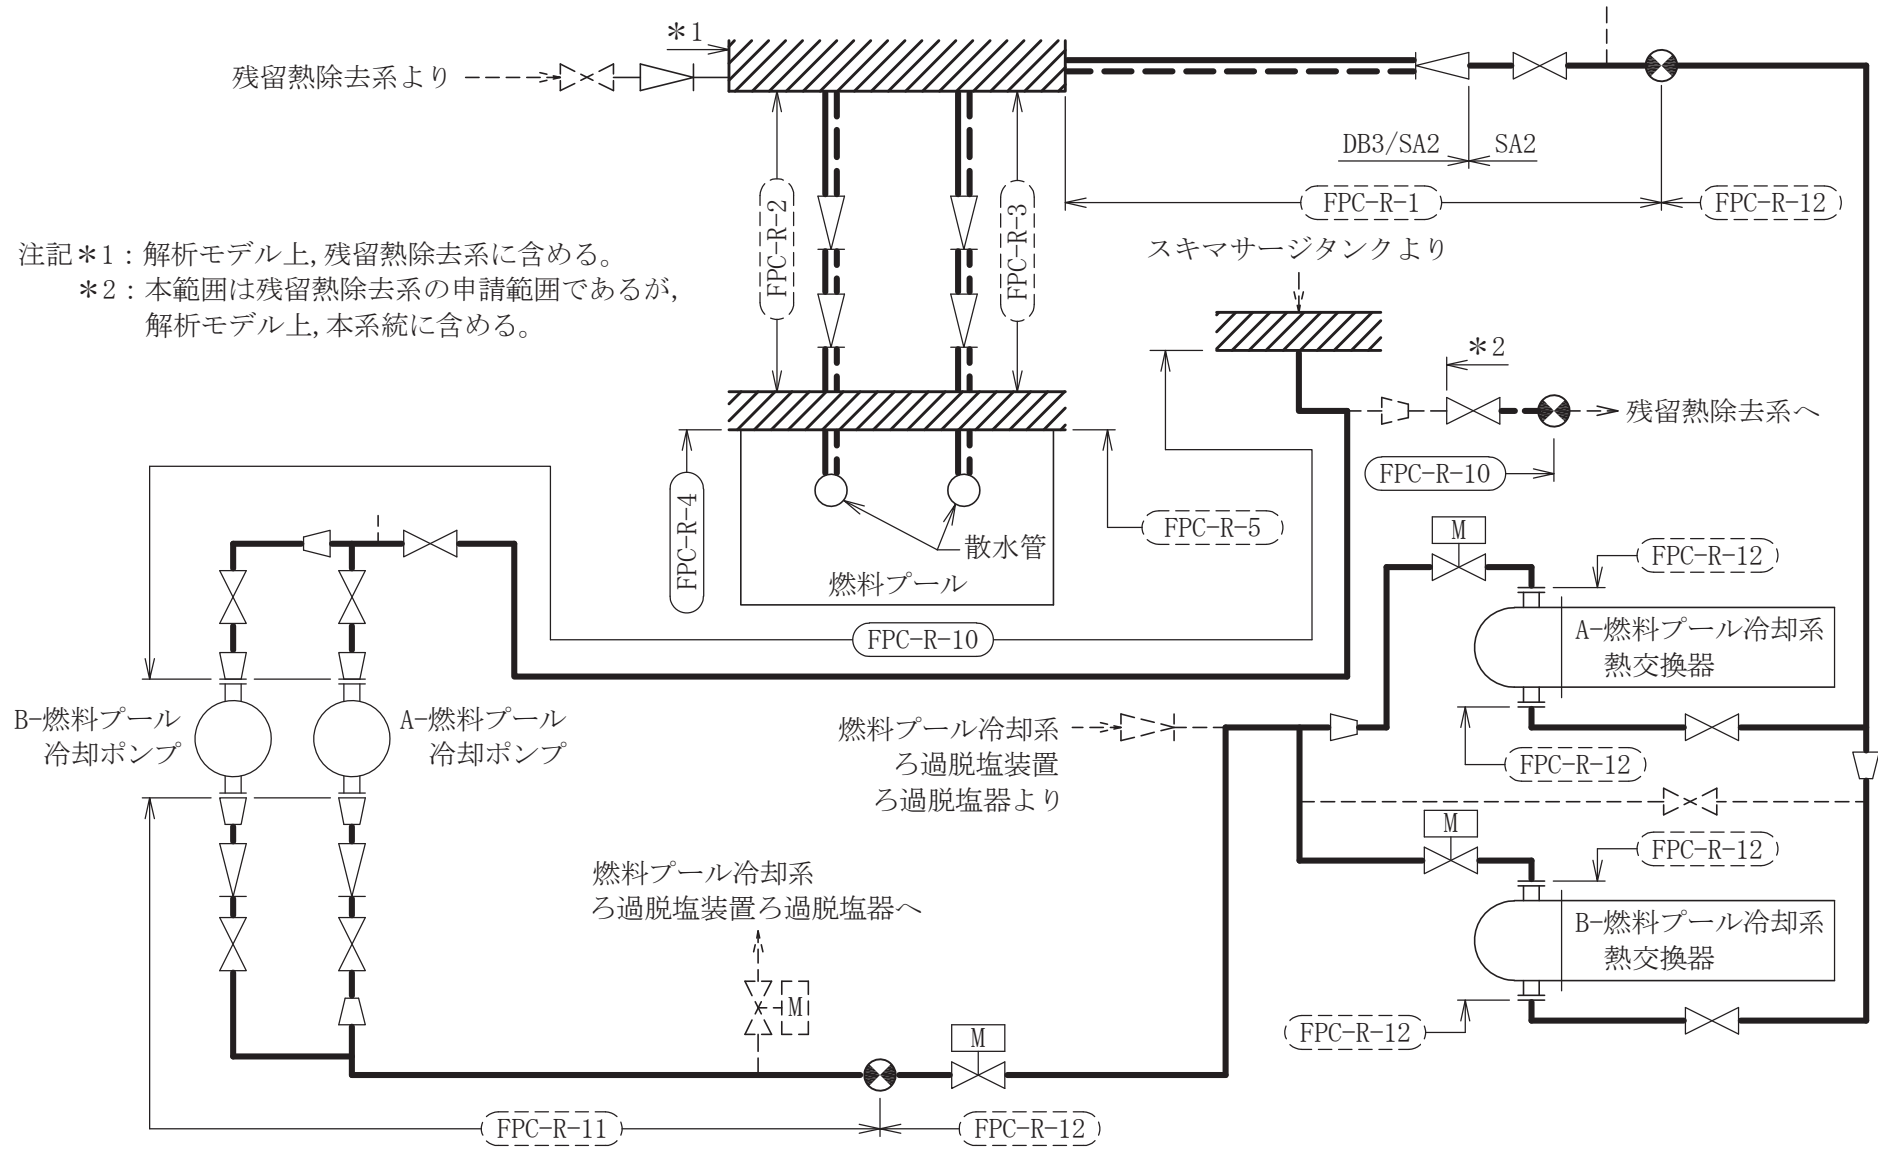 ＊1
残留熱除去系より
DB3/SA2
SA2
FPC-R-1
FPC-R-12
FPC-R-2
FPC-R-3
スキマサージタンクより
注記＊1：解析モデル上,残留熱除去系に含める。
＊2：本範囲は残留熱除去系の申請範囲であるが,
解析モデル上,本系統に含める。
＊2
残留熱除去系へ
FPC-R-10
FPC-R-4
FPC-R-5
散水管
燃料プール
M
FPC-R-12
FPC-R-10
A-燃料プール冷却系
熱交換器
B-燃料プール
冷却ポンプ
A-燃料プール
冷却ポンプ
燃料プール冷却系
ろ過脱塩装置
ろ過脱塩器より
FPC-R-12
M
FPC-R-12
燃料プール冷却系
ろ過脱塩装置ろ過脱塩器へ
B-燃料プール冷却系
熱交換器
M
M
FPC-R-12
FPC-R-11
FPC-R-12